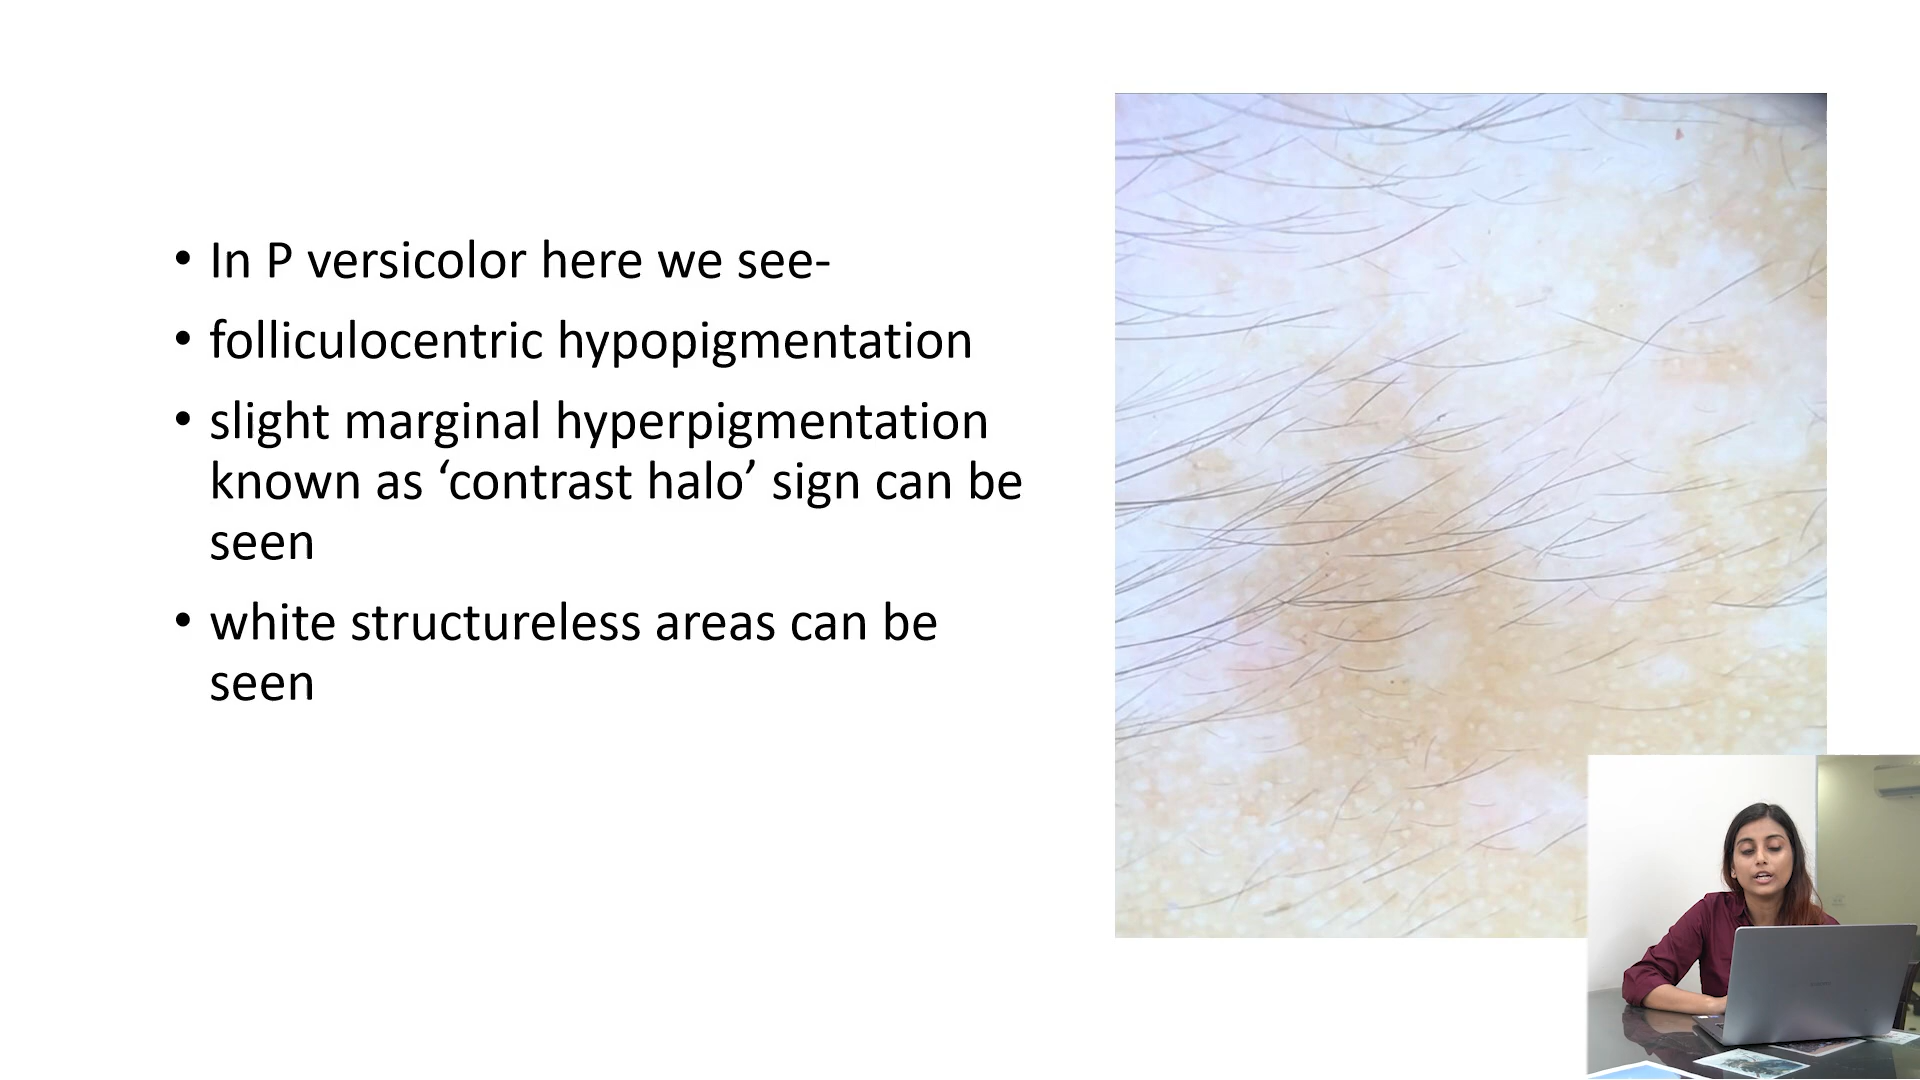 • In P versicolor here we see-
• folliculocentric hypopigmentation
• slight marginal hyperpigmentation
known as ‘contrast halo’ sign can be
seen
• white structureless areas can be
seen